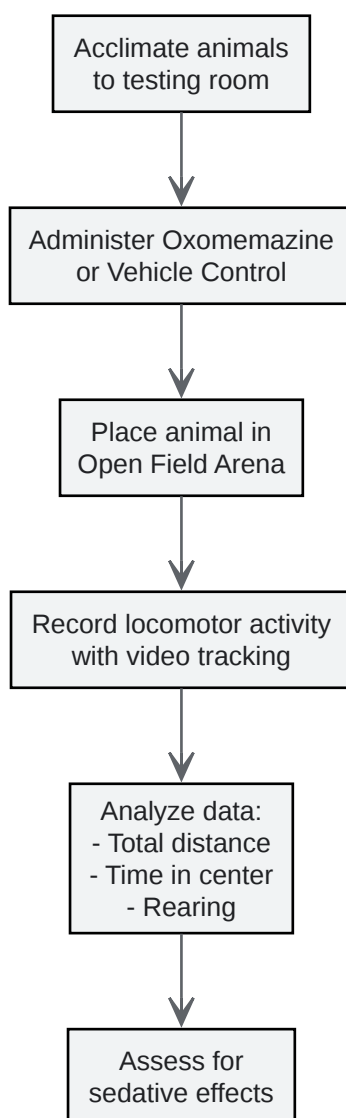 Acclimate animals
to testing room
Administer Oxomemazine
or Vehicle Control
Place animal in
Open Field Arena
Record locomotor activity
with video tracking
Analyze data:
- Total distance
- Time in center
- Rearing
Assess for
sedative effects